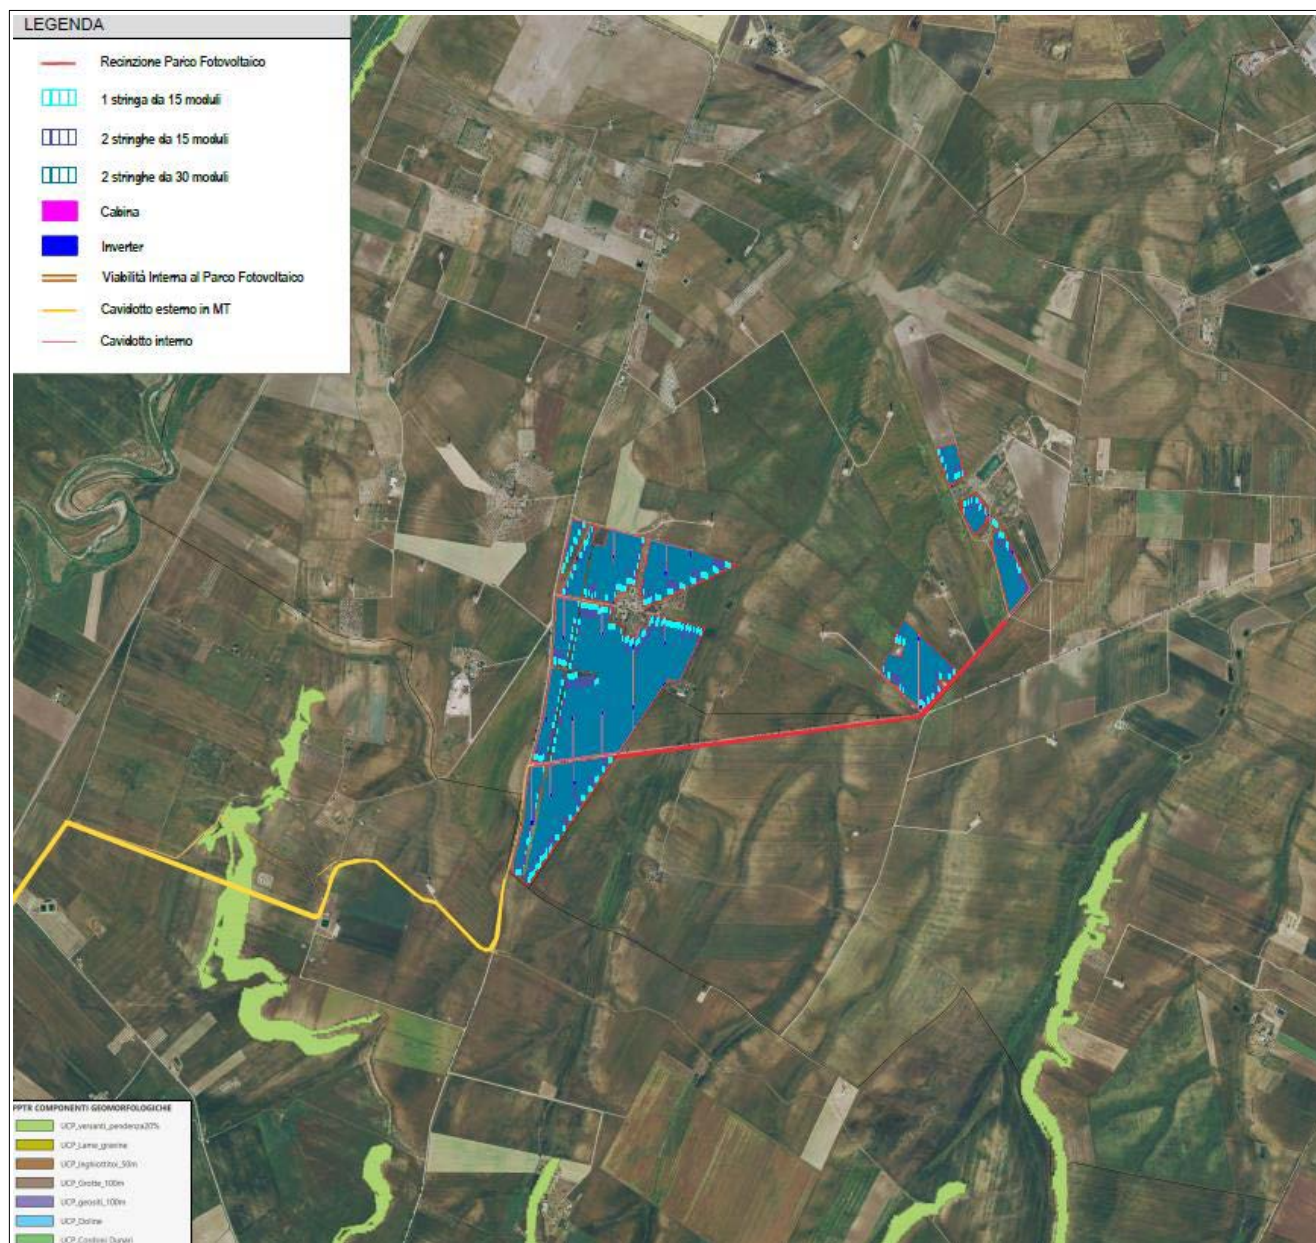 LEGENDA
Recinzione Parco Fotovoltaico
1 stringa da 15 moduli
2 stringhe da 15 moduli
2 stringhe da 30 moduli
Cabina
Inverter
Viabilità Interna al Parco Fotovoltaico
Cavidotto esterno in MT
Cavidotto interno
PPTR COMPONENTI GEOMORFOLOGICHE
UCP_versanti_pendenza20%
UCP_Lame_gravine
UCP_Inghiottitoi_50m
UCP_Grotte_100m
UCP_geositi_100m
UCP_Doline
UCP_Cordoni_Dunari